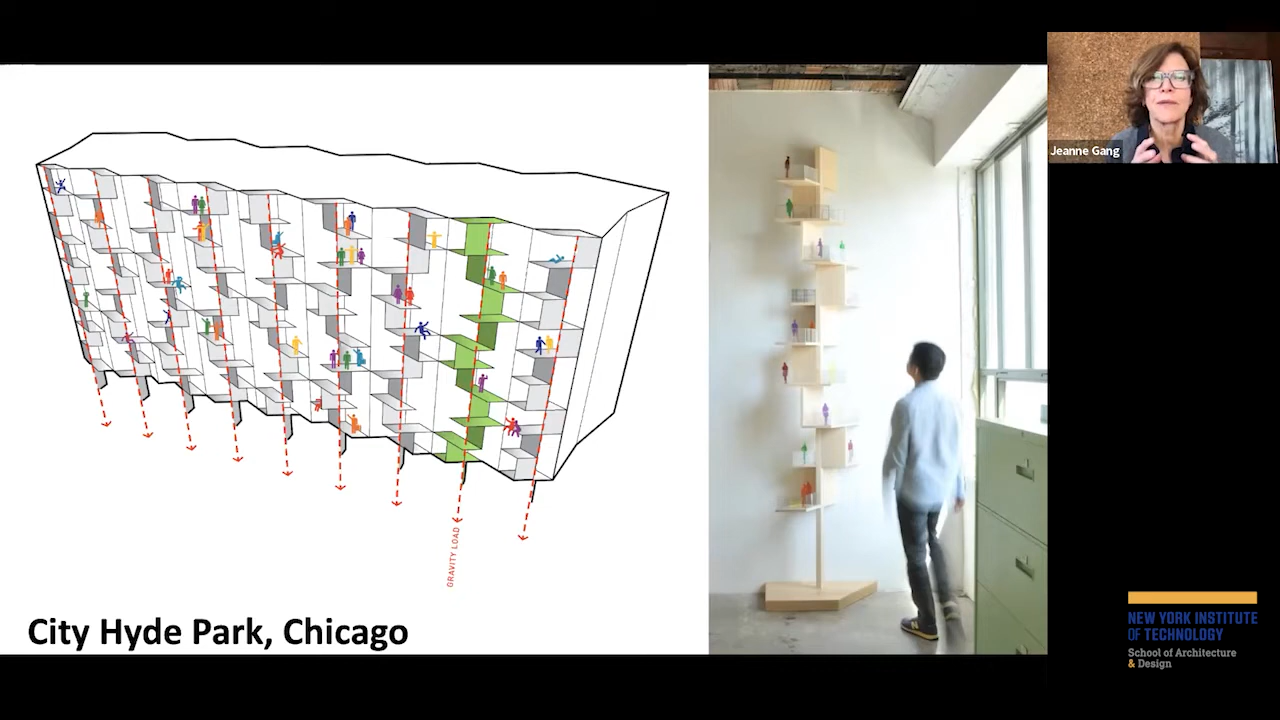 Jeanne Gang
GRAVITY LOAD
City Hyde Park, Chicago
NEW YORK INSTITUTE
OF TECHNOLOGY
School of Architecture
& Design